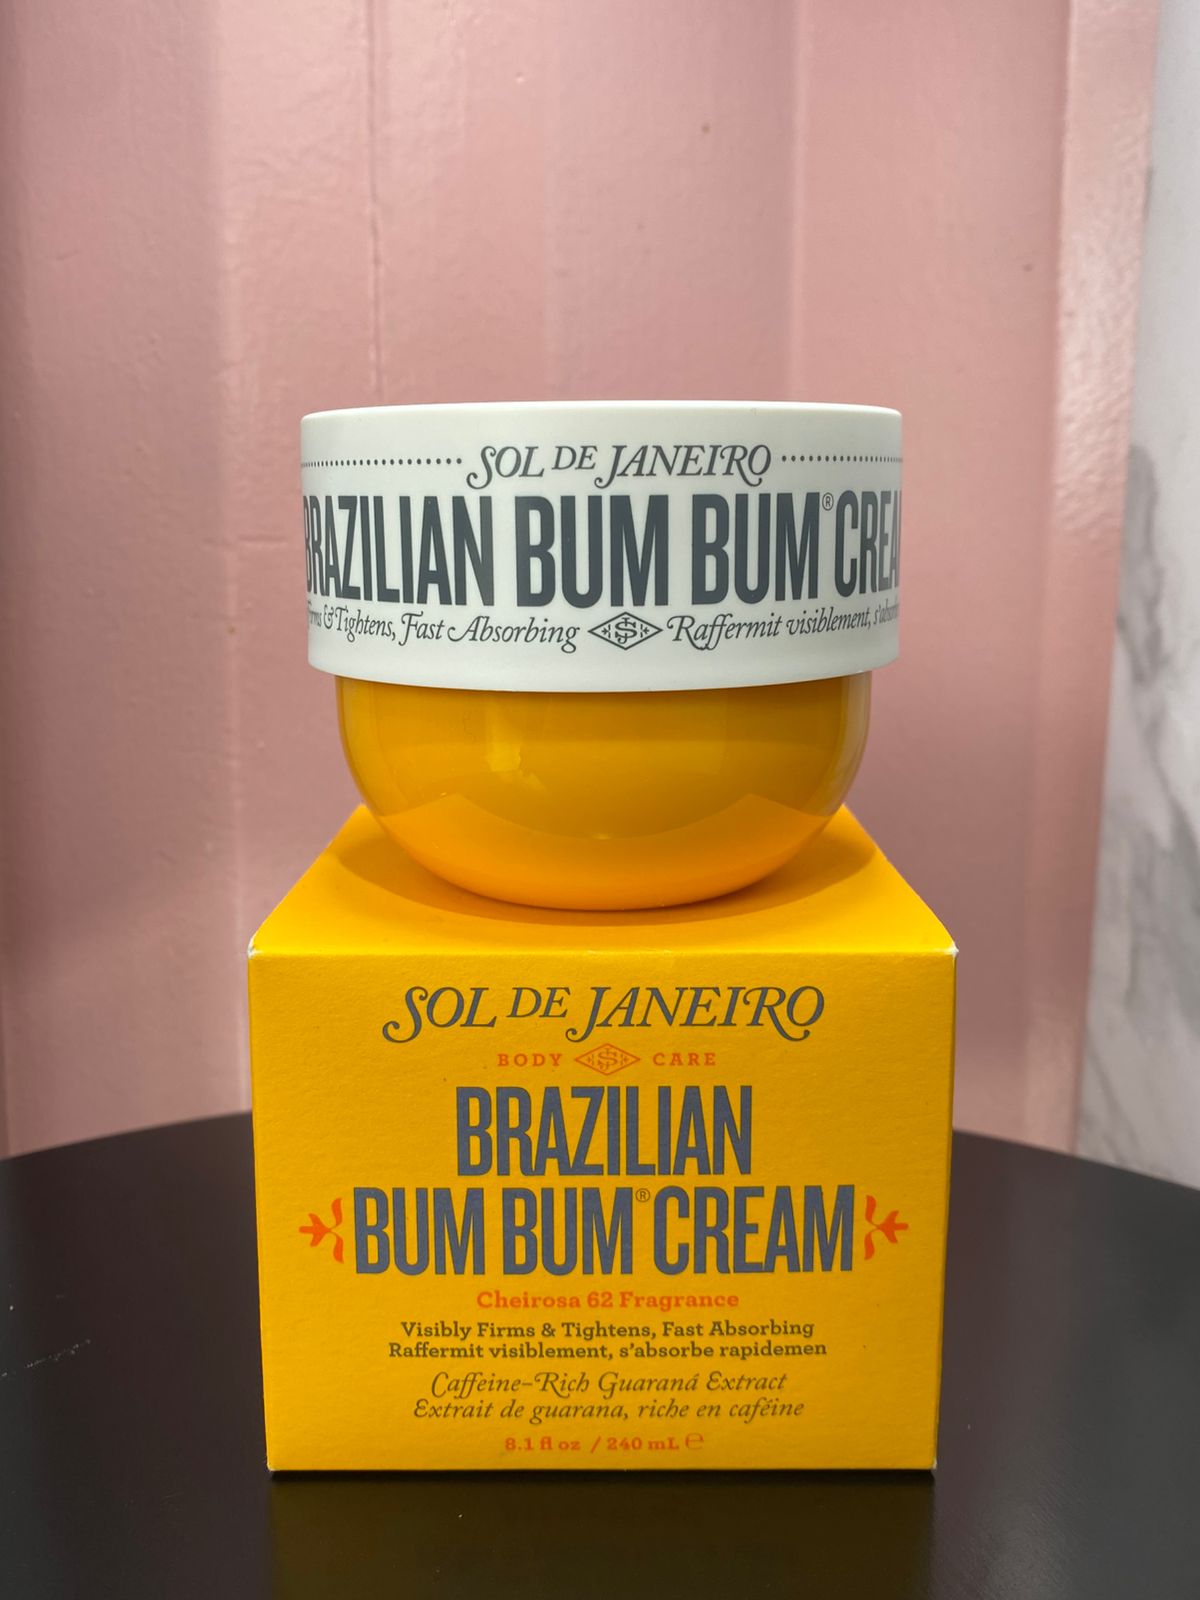 SOL DE JANEIRO
BRAZILIAN BUM BUM® CREA
& Tightens, Fast Absorbing Raffermit visiblement,
SOL DE JANEIRO
BODY CARE
BRAZILIAN
BUM BUM® CREAM
Cheirosa 62 Fragrance
Visibly Firms & Tightens, Fast Absorbing
Raffermit visiblement, s'absorbe rapidemen
Caffeine-Rich Guaraná Extract
Extrait de guarana, riche en caféine
8.1 fl oz / 240 mL ℮